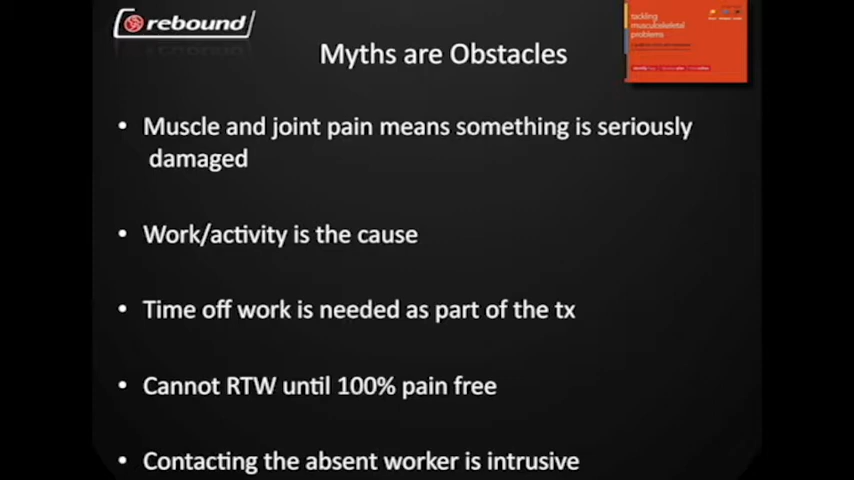 rebound
Myths are Obstacles
tackling
musculoskeletal
problems
• Muscle and joint pain means something is seriously
damaged
• Work/activity is the cause
• Time off work is needed as part of the tx
• Cannot RTW until 100% pain free
• Contacting the absent worker is intrusive